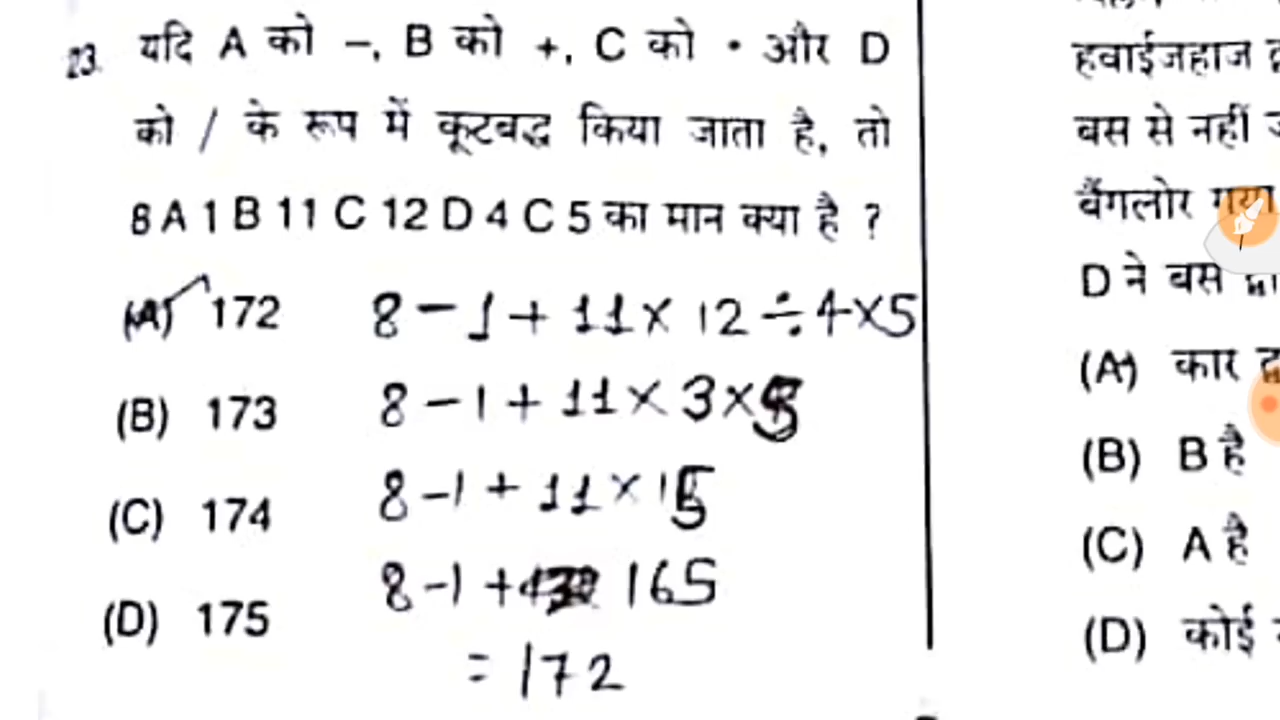 23. यदि A को –, B को +, C को • और D
को / के रूप में कूटबद्ध किया जाता है, तो
8 A 1 B 11 C 12 D 4 C 5 का मान क्या है ?
(A) 172
(B) 173
(C) 174
(D) 175
8 – 1 + 11 × 12 ÷ 4 × 5
8 – 1 + 11 × 3 × 5
8 – 1 + 11 × 15
8 – 1 + 165
= 172
हवाईजहाज
बस से नहीं
बैंगलोर गया
D ने बस
(A) कार
(B) B है
(C) A है
(D) कोई